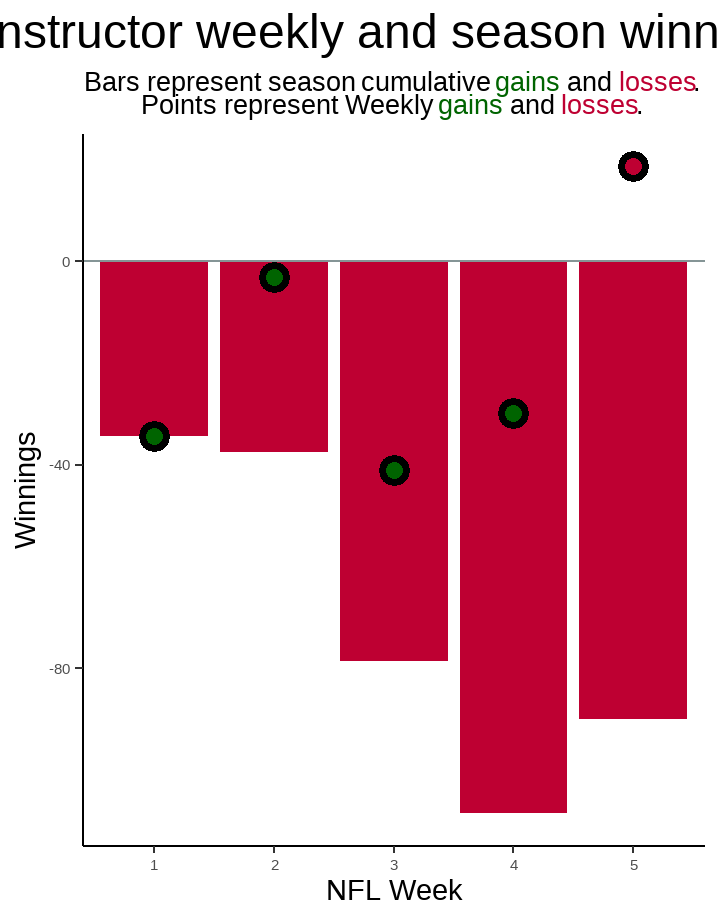 nstructor weekly and season winn
Bars represent season cumulative gains and losses.
Points represent Weekly gains and losses.
0
-40
-80
Winnings
1 2 3 4 5
NFL Week